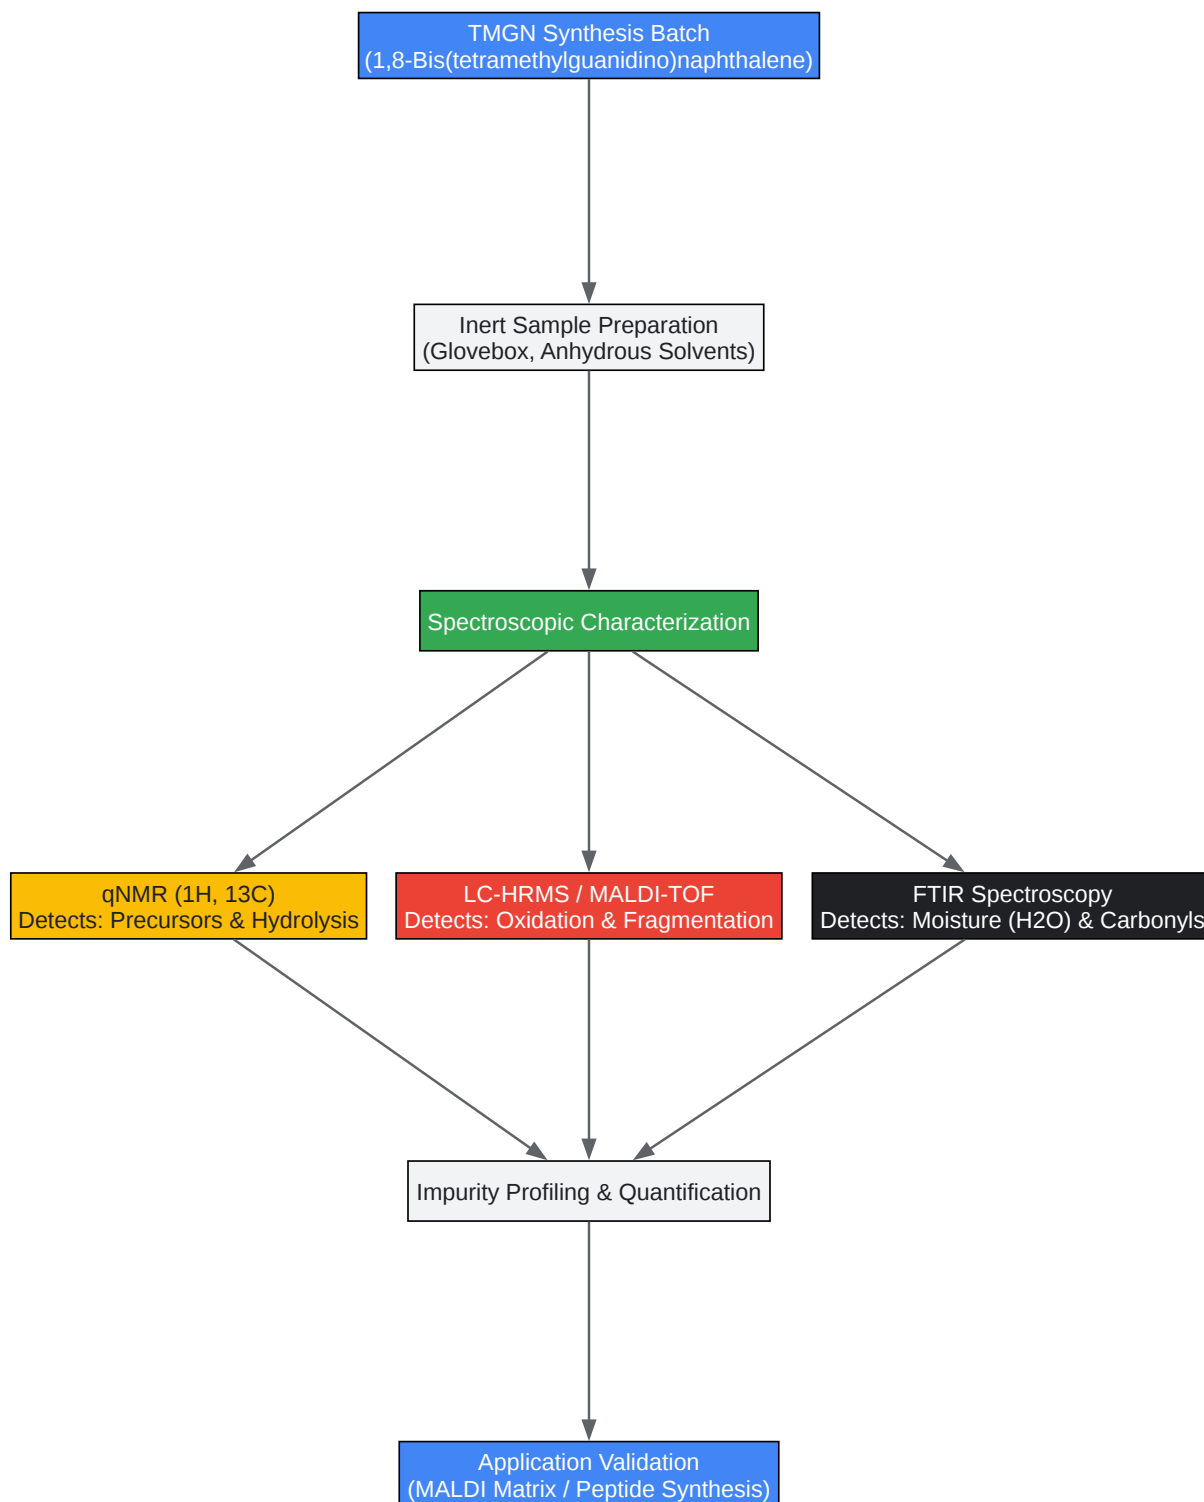 TMGN Synthesis Batch
(1,8-Bis(tetramethylguanidino)naphthalene)
Inert Sample Preparation
(Glovebox, Anhydrous Solvents)
Spectroscopic Characterization
qNMR (1H, 13C)
Detects: Precursors & Hydrolysis
LC-HRMS / MALDI-TOF
Detects: Oxidation & Fragmentation
FTIR Spectroscopy
Detects: Moisture (H2O) & Carbonyls
Impurity Profiling & Quantification
Application Validation
(MALDI Matrix / Peptide Synthesis)